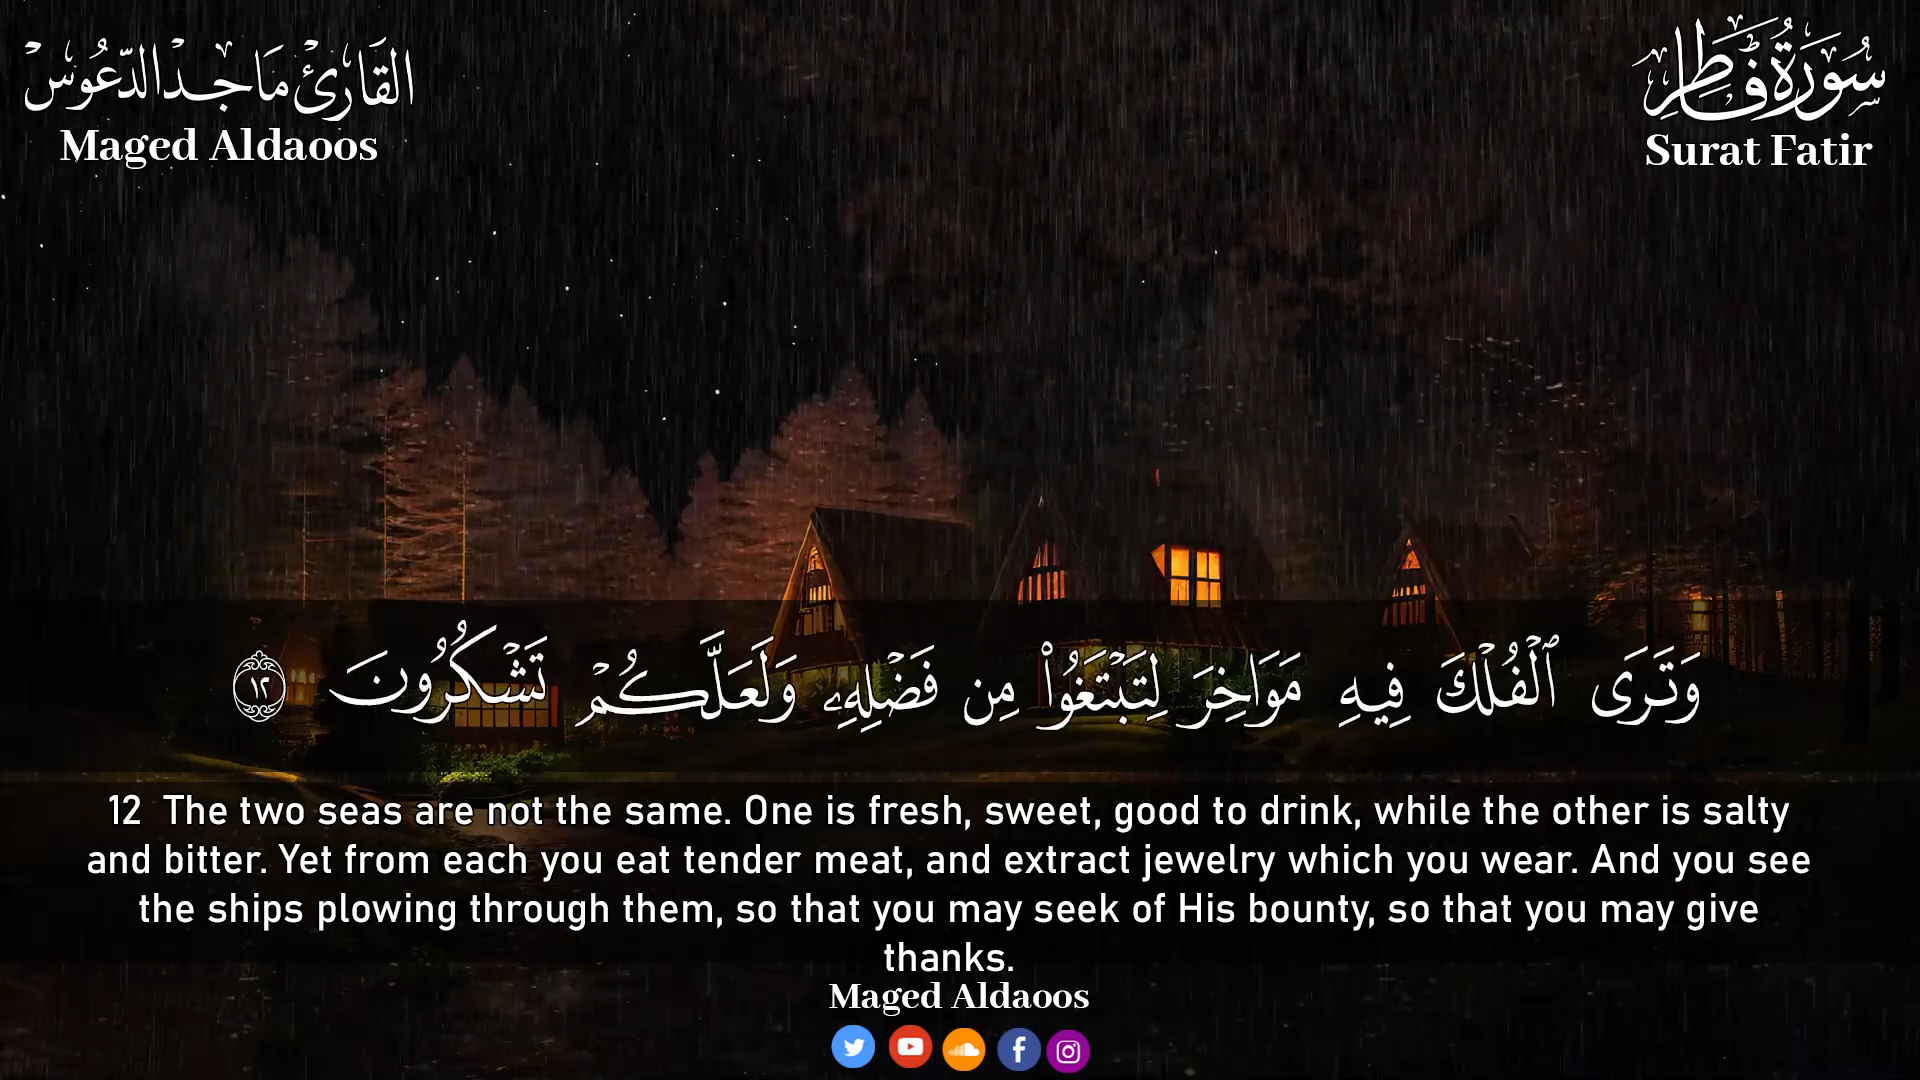 القَارِئ مَاجِد الدّعُوس
Maged Aldaoos
سُورَةُ فَاطِر
Surat Fatir
وَتَرَى ٱلْفُلْكَ فِيهِ مَوَاخِرَ لِتَبْتَغُوا۟ مِن فَضْلِهِۦ وَلَعَلَّكُمْ تَشْكُرُونَ ١٢
12 The two seas are not the same. One is fresh, sweet, good to drink, while the other is salty
and bitter. Yet from each you eat tender meat, and extract jewelry which you wear. And you see
the ships plowing through them, so that you may seek of His bounty, so that you may give
thanks.
Maged Aldaoos